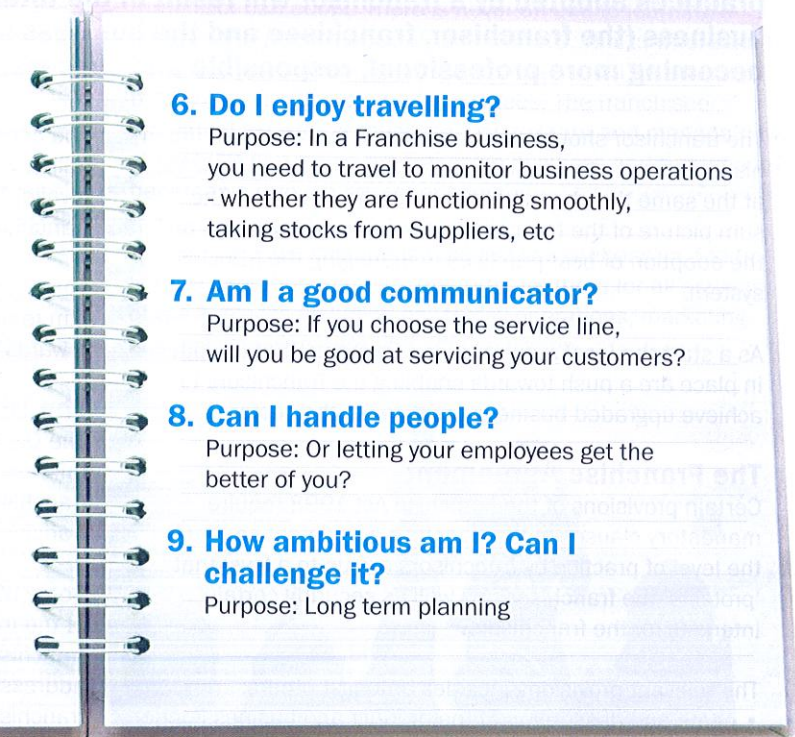 6. Do I enjoy travelling?
Purpose: In a Franchise business,
you need to travel to monitor business operations
- whether they are functioning smoothly,
taking stocks from Suppliers, etc
7. Am I a good communicator?
Purpose: If you choose the service line,
will you be good at servicing your customers?
8. Can I handle people?
Purpose: Or letting your employees get the
better of you?
9. How ambitious am I? Can I
challenge it?
Purpose: Long term planning